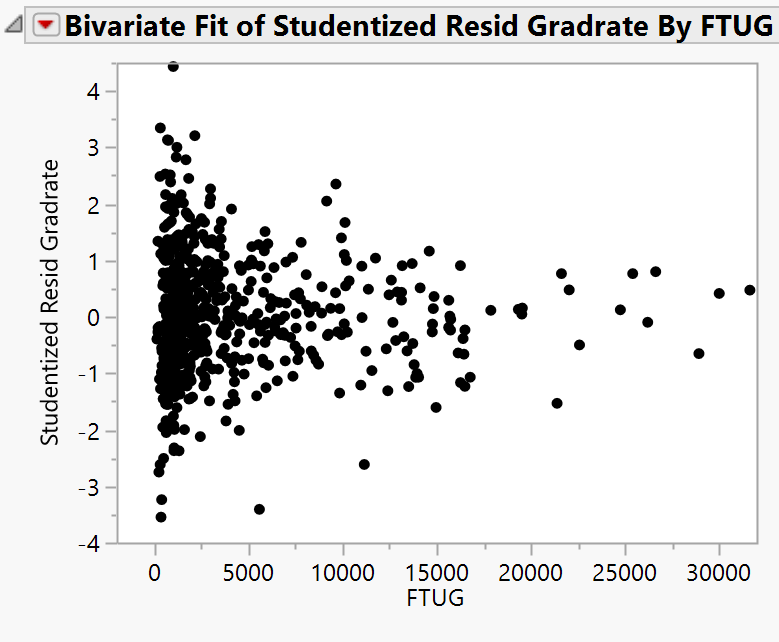 Bivariate Fit of Studentized Resid Gradrate By FTUG
4
3
2
1
0
-1
-2
-3
-4
Studentized Resid Gradrate
0 5000 10000 15000 20000 25000 30000
FTUG